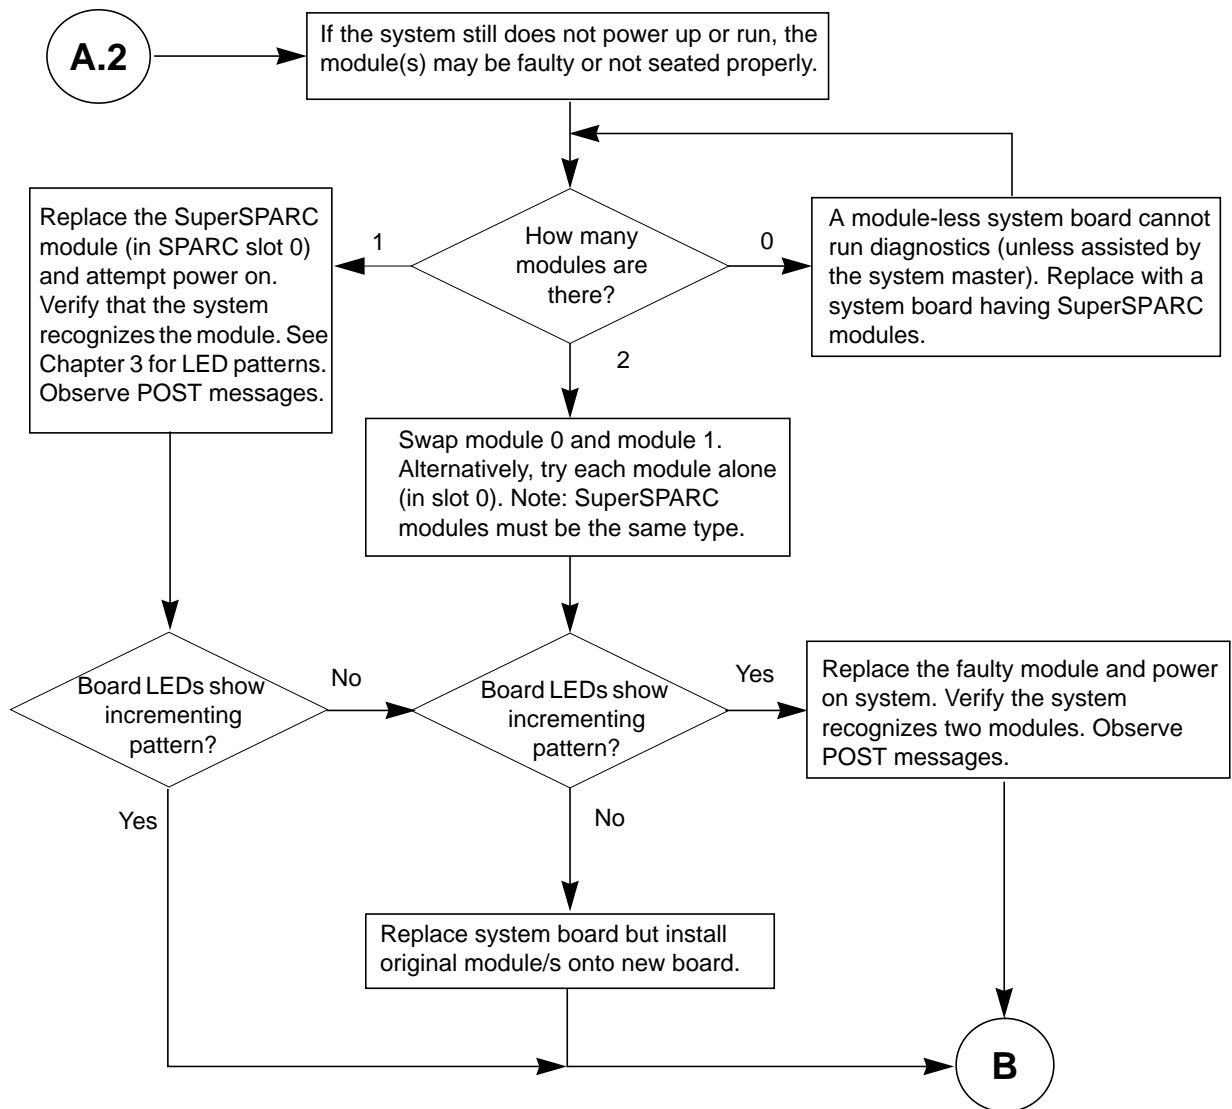 A.2
If the system still does not power up or run, the
module(s) may be faulty or not seated properly.
Replace the SuperSPARC
module (in SPARC slot 0)
and attempt power on.
Verify that the system
recognizes the module. See
Chapter 3 for LED patterns.
Observe POST messages.
1
How many
modules are
there?
0
A module-less system board cannot
run diagnostics (unless assisted by
the system master). Replace with a
system board having SuperSPARC
modules.
2
Swap module 0 and module 1.
Alternatively, try each module alone
(in slot 0). Note: SuperSPARC
modules must be the same type.
Board LEDs show
incrementing
pattern?
No
Board LEDs show
incrementing
pattern?
Yes
Replace the faulty module and power
on system. Verify the system
recognizes two modules. Observe
POST messages.
Yes
No
Replace system board but install
original module/s onto new board.
B